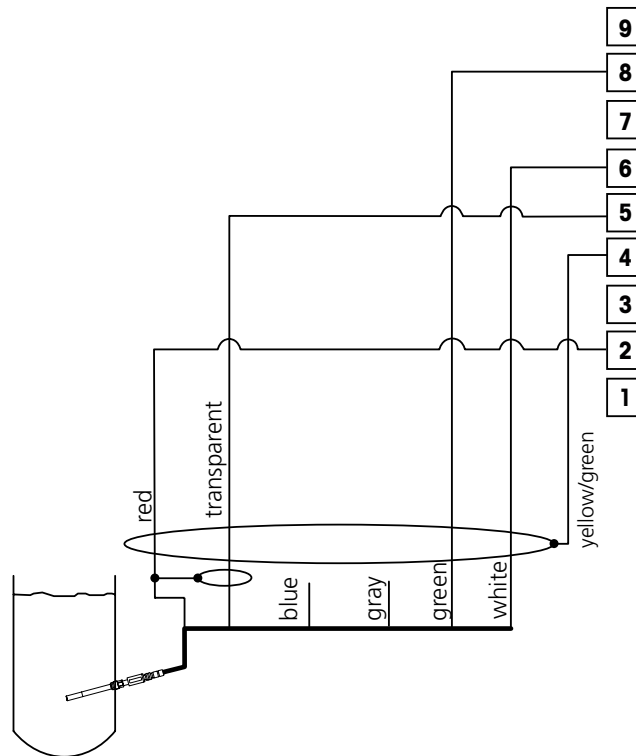 9
8
7
6
5
4
3
2
1
red
transparent
blue
gray
green
white
yellow/green